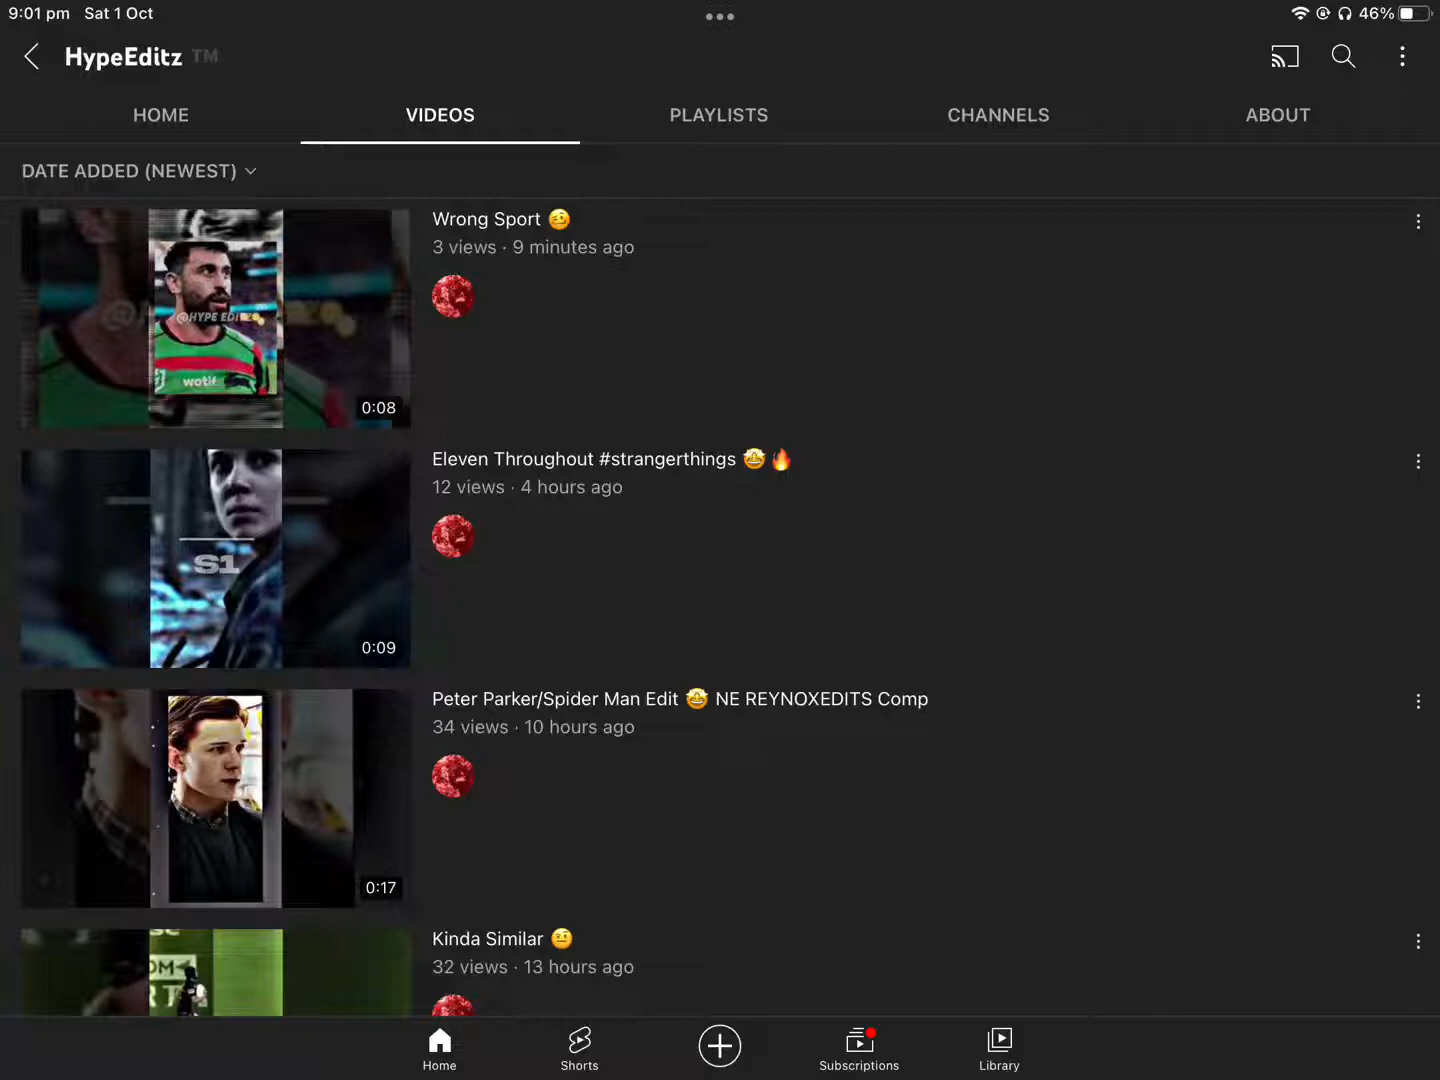 9:01 pm Sat 1 Oct
46%
HypeEditz TM
HOME VIDEOS PLAYLISTS CHANNELS ABOUT
DATE ADDED (NEWEST)
Wrong Sport 🥴
3 views · 9 minutes ago
@HYPE EDITZ
wotif
0:08
Eleven Throughout #strangerthings 🤩🔥
12 views · 4 hours ago
S1
0:09
Peter Parker/Spider Man Edit 🤩 NE REYNOXEDITS Comp
34 views · 10 hours ago
0:17
Kinda Similar 🤨
32 views · 13 hours ago
Home Shorts Subscriptions Library